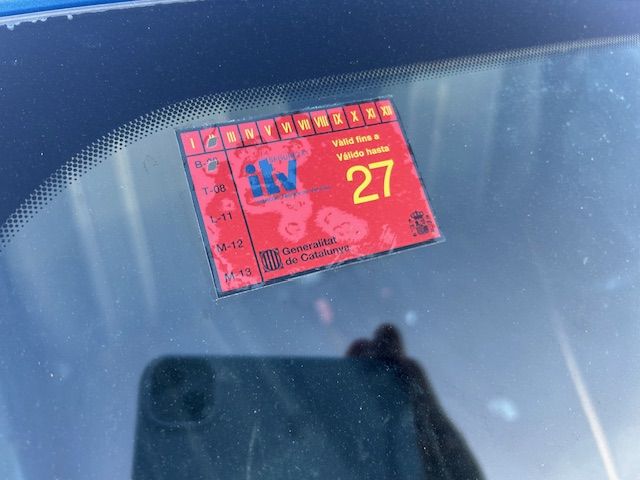 I III IV V VI VII VIII IX X XI XII
Vàlid fins a
Válido hasta
27
itv
T-08
L-11
M-12
M-13
Generalitat
de Catalunya